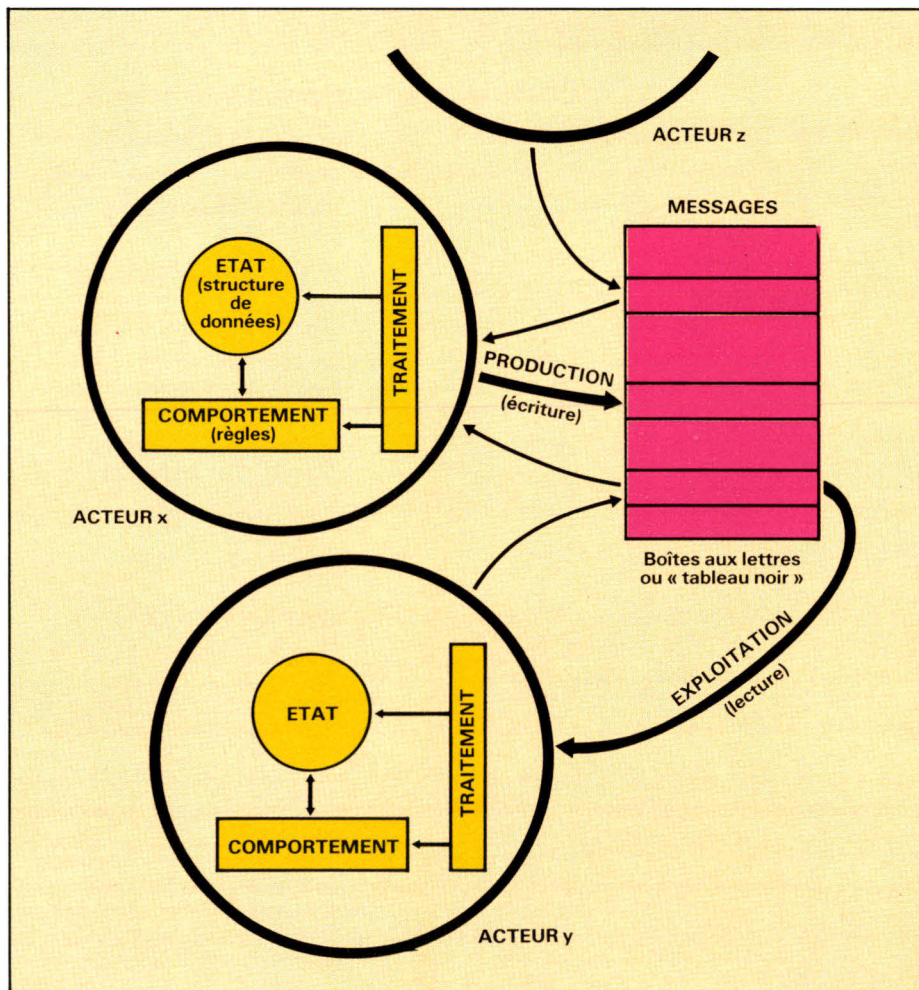 ACTEUR z
MESSAGES
ETAT
(structure
de
données)
TRAITEMENT
COMPORTEMENT
(règles)
PRODUCTION
(écriture)
ACTEUR x
Boîtes aux lettres
ou « tableau noir »
EXPLOITATION
(lecture)
ETAT
TRAITEMENT
COMPORTEMENT
ACTEUR y